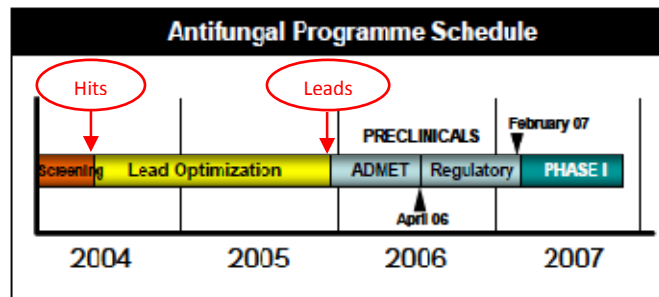 Antifungal Programme Schedule
Hits
Leads
PRECLINICALS
February 07
Screening
Lead Optimization
ADMET
Regulatory
PHASE I
April 06
2004
2005
2006
2007